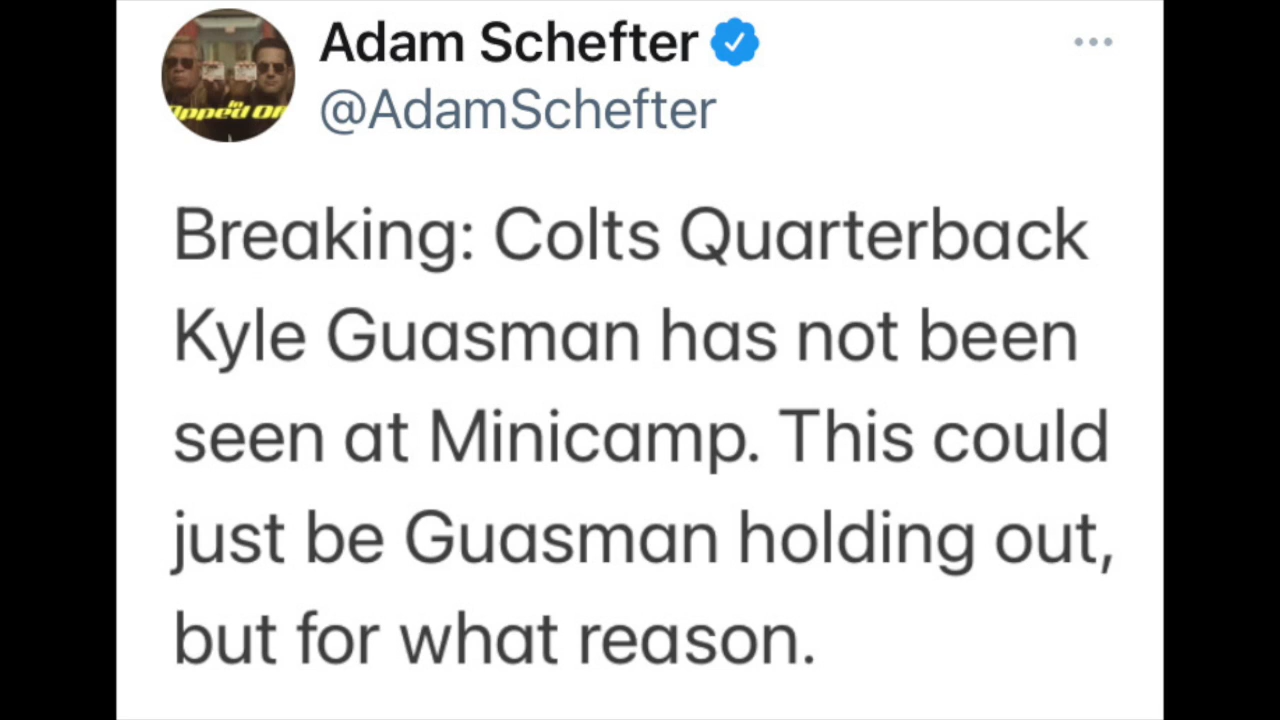 Adam Schefter
@AdamSchefter
Breaking: Colts Quarterback
Kyle Guasman has not been
seen at Minicamp. This could
just be Guasman holding out,
but for what reason.